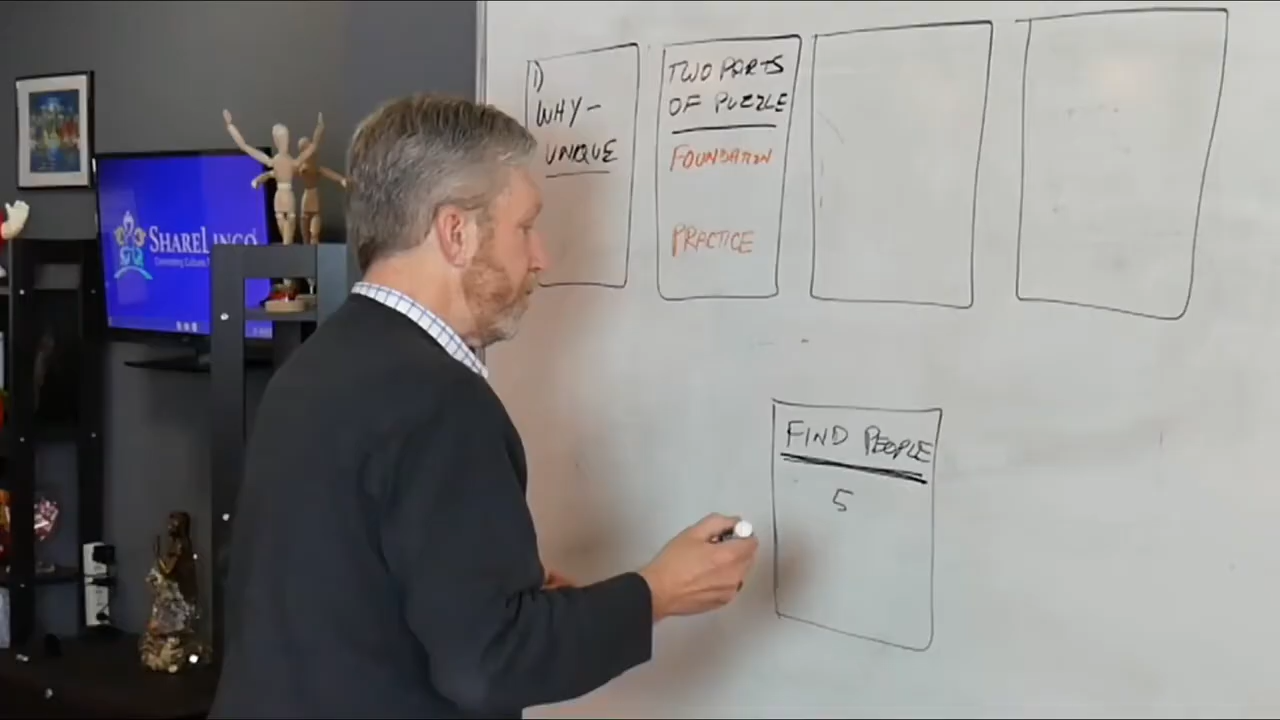 1)
WHY-
UNIQUE
TWO PARTS
OF PUZZLE
FOUNDATION
PRACTICE
FIND PEOPLE
5
SHARELINGO